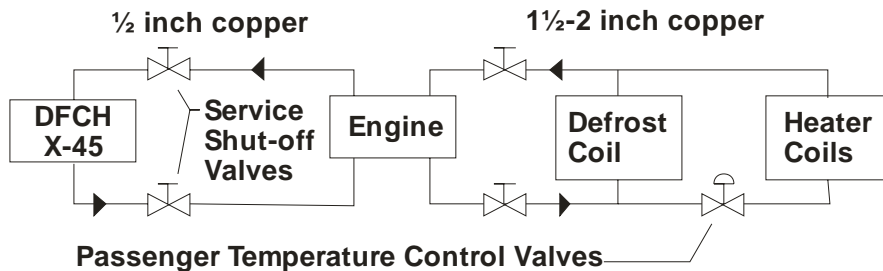 ½ inch copper
1½-2 inch copper
DFCH
X-45
Service
Shut-off
Valves
Engine
Defrost
Coil
Heater
Coils
Passenger Temperature Control Valves